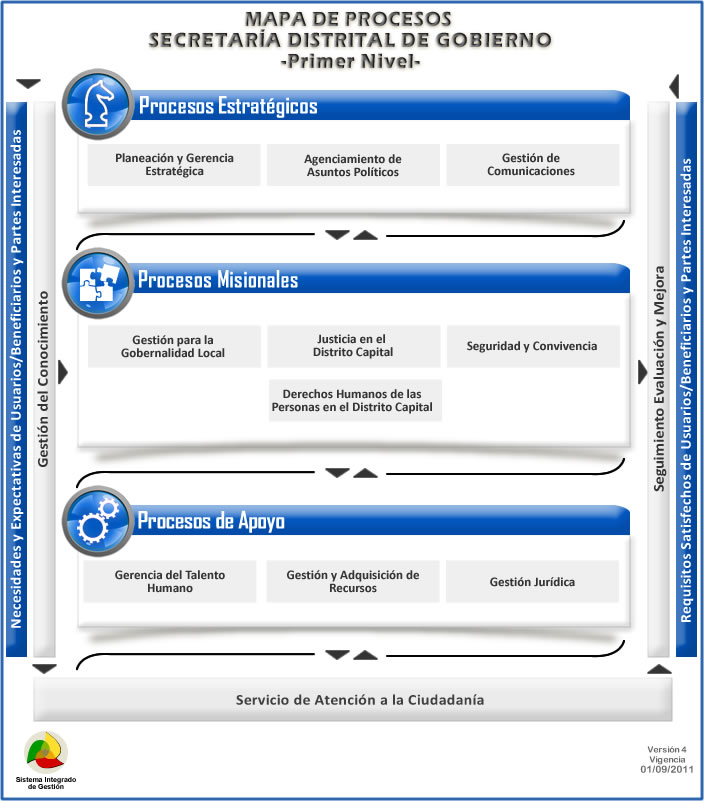 MAPA DE PROCESOS
SECRETARÍA DISTRITAL DE GOBIERNO
-Primer Nivel-
Necesidades y Expectativas de Usuarios/Beneficiarios y Partes Interesadas
Gestión del Conocimiento
Procesos Estratégicos
Planeación y Gerencia
Estratégica
Agenciamiento de
Asuntos Políticos
Gestión de
Comunicaciones
Procesos Misionales
Gestión para la
Gobernalidad Local
Justicia en el
Distrito Capital
Seguridad y Convivencia
Derechos Humanos de las
Personas en el Distrito Capital
Procesos de Apoyo
Gerencia del Talento
Humano
Gestión y Adquisición de
Recursos
Gestión Jurídica
Seguimiento Evaluación y Mejora
Requisitos Satisfechos de Usuarios/Beneficiarios y Partes Interesadas
Servicio de Atención a la Ciudadanía
Sistema Integrado
de Gestión
Versión 4
Vigencia
01/09/2011